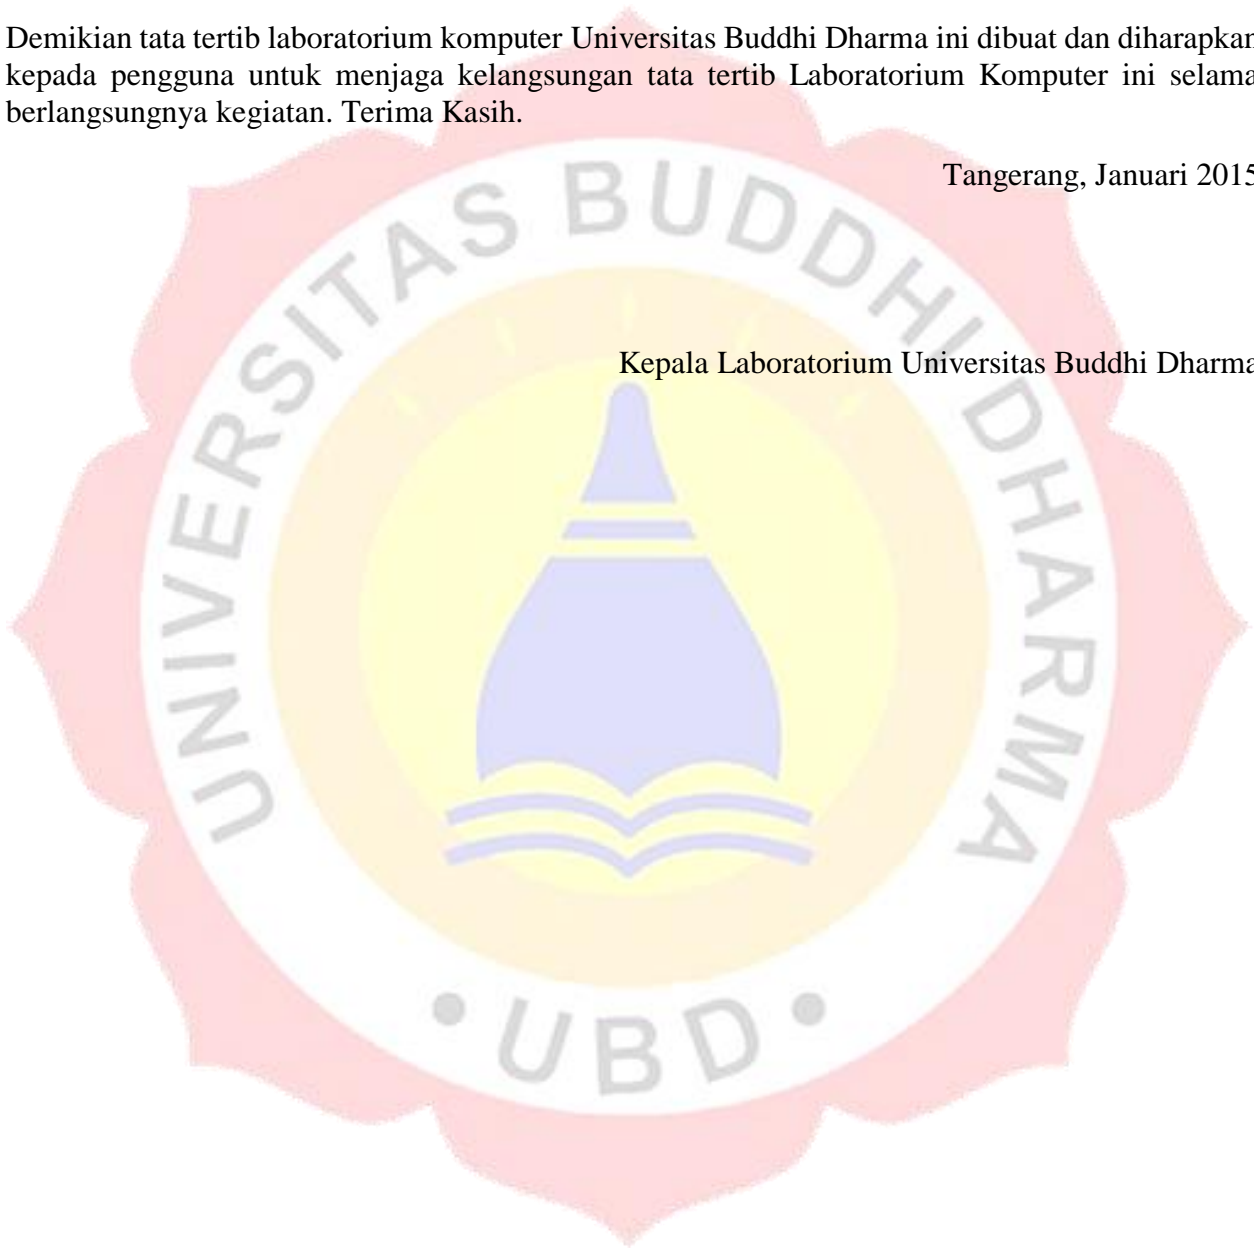 Demikian tata tertib laboratorium komputer Universitas Buddhi Dharma ini dibuat dan diharapkan
kepada pengguna untuk menjaga kelangsungan tata tertib Laboratorium Komputer ini selama
berlangsungnya kegiatan. Terima Kasih.
Tangerang, Januari 2015
Kepala Laboratorium Universitas Buddhi Dharma
UNIVERSITAS BUDDHI DHARMA
• UBD •